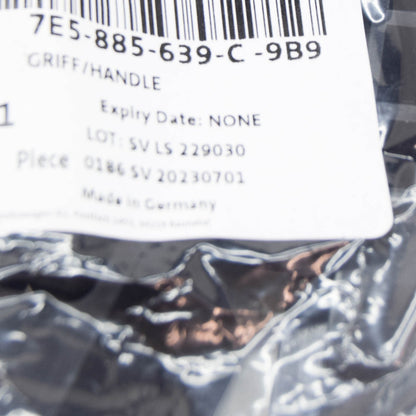 7E5-885-639-C -9B9
GRIFF/HANDLE
Expiry Date: NONE
1
LOT: SV LS 229030
Piece 0186 SV 20230701
Made in Germany